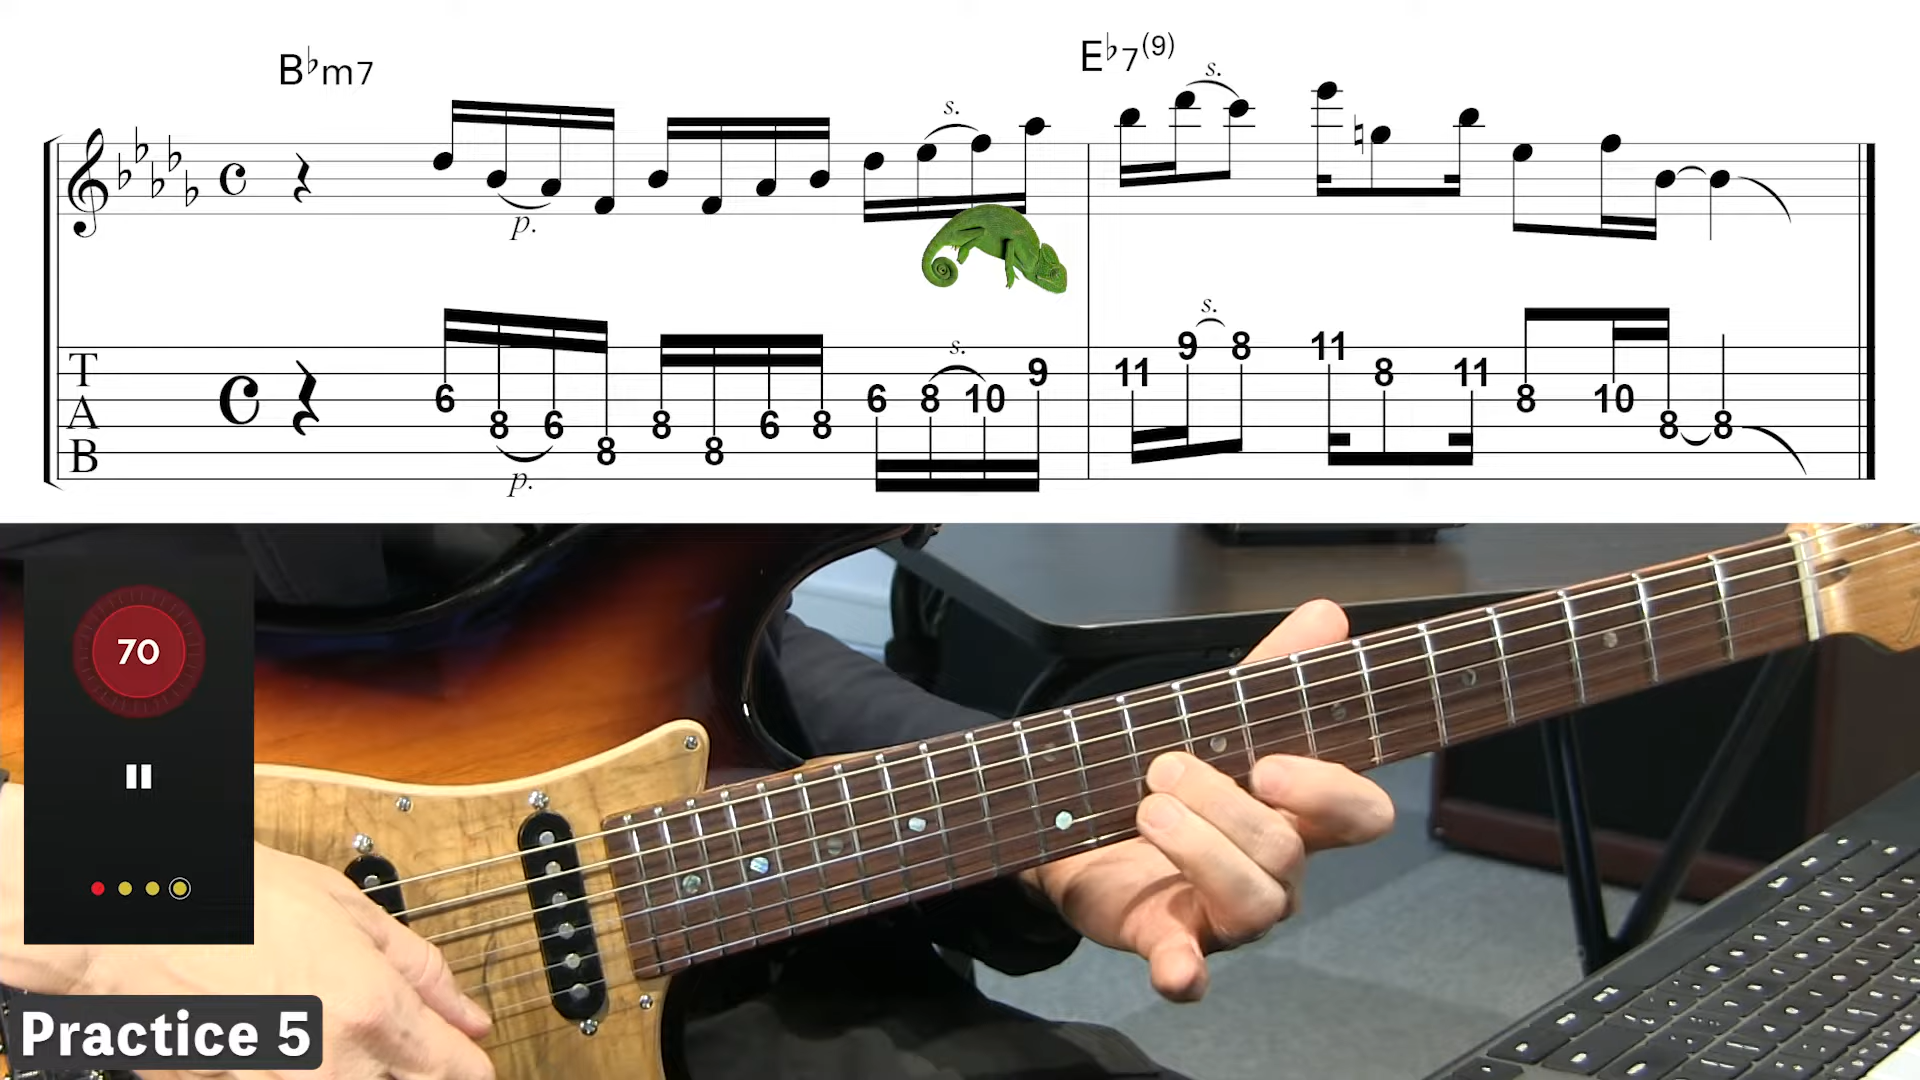 B♭m7 E♭7(9)
s. s.
p.
s. s.
T A B
6 8 6 8 8 8 6 8 6 8 10 9 11 9 8 11 8 11 8 10 8 8
p.
70
Practice 5